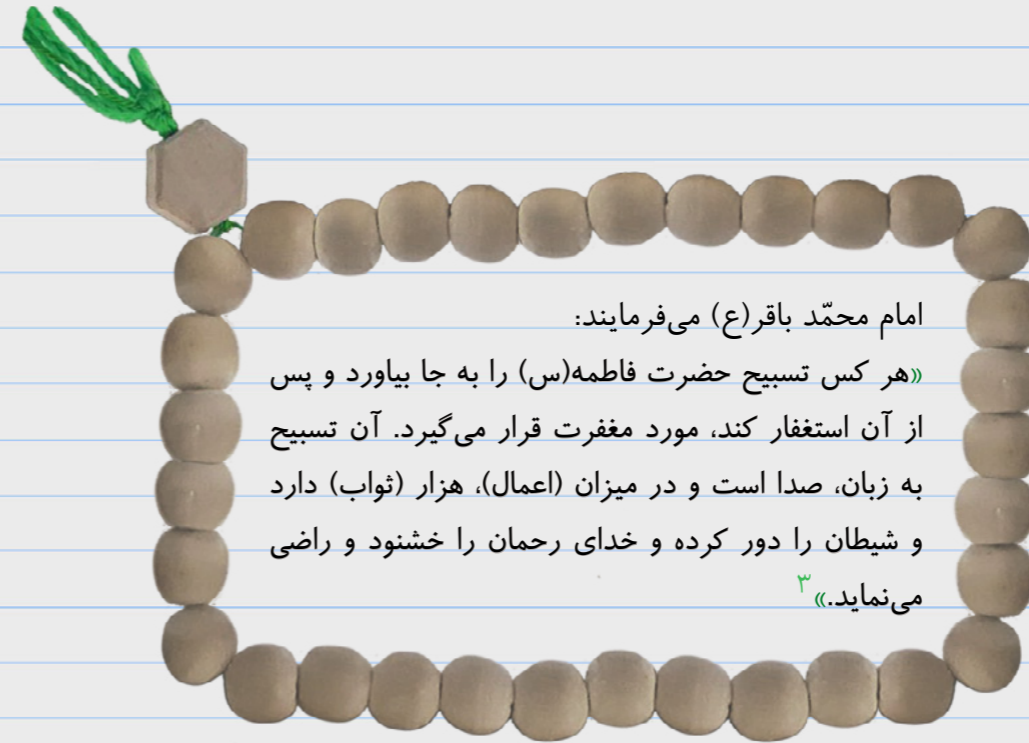 امام محمّد باقر(ع) می‌فرمایند:
«هر کس تسبیح حضرت فاطمه(س) را به جا بیاورد و پس
از آن استغفار کند، مورد مغفرت قرار می‌گیرد. آن تسبیح
به زبان، صدا است و در میزان (اعمال)، هزار (ثواب) دارد
و شیطان را دور کرده و خدای رحمان را خشنود و راضی
می‌نماید.»۳